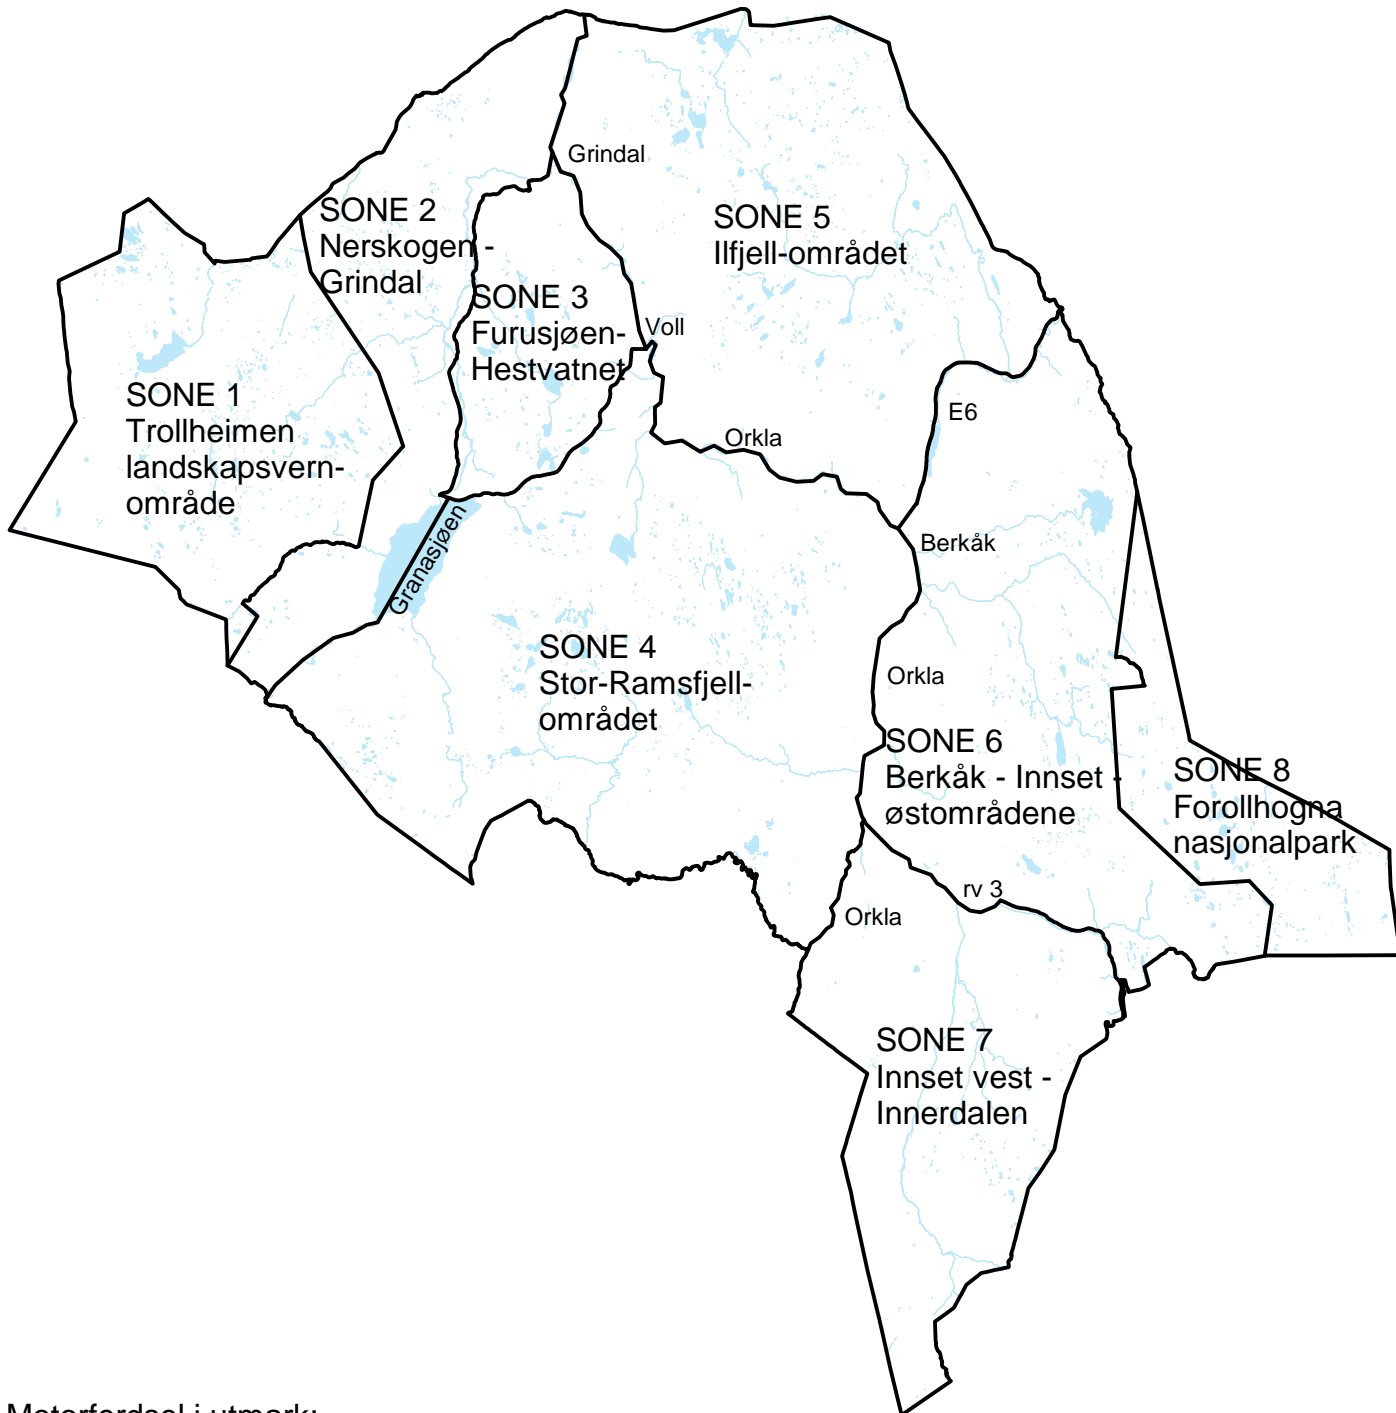 Grindal
SONE 2
Nerskogen -
Grindal
SONE 5
Ilfjell-området
SONE 3
Furusjøen-
Hestvatnet
Voll
SONE 1
Trollheimen
landskapsvern-
område
E6
Orkla
Granasjøen
Berkåk
SONE 4
Stor-Ramsfjell-
området
Orkla
SONE 6
Berkåk - Innset -
østområdene
SONE 8
Forollhogna
nasjonalpark
rv 3
Orkla
SONE 7
Innset vest -
Innerdalen
Motorferdsel i utmark: